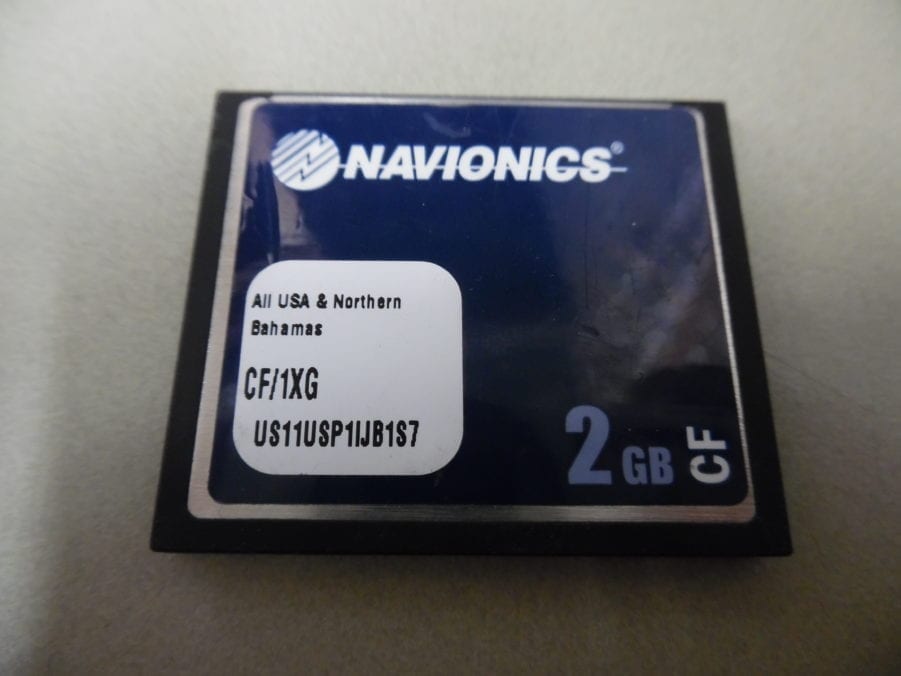 NAVIONICS®
All USA & Northern
Bahamas
CF/1XG
US11USP1IJB1S7
2 GB CF